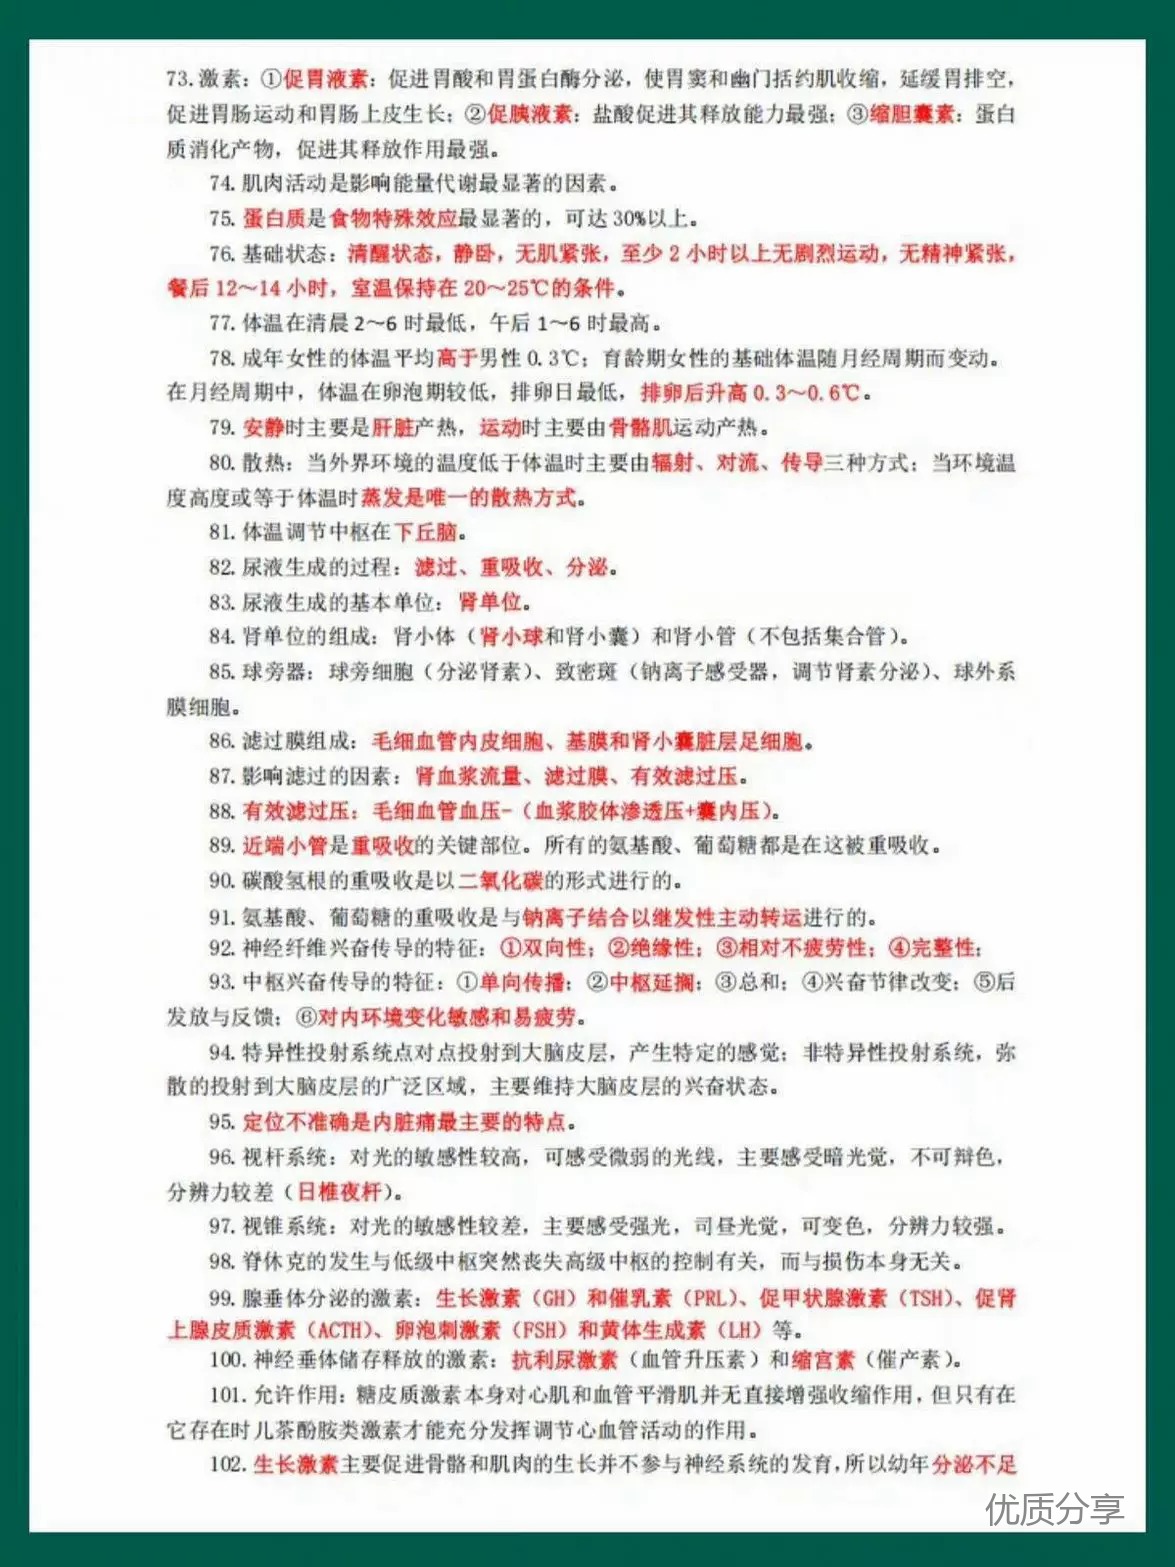 73.激素：①促胃液素：促进胃酸和胃蛋白酶分泌，使胃窦和幽门括约肌收缩，延缓胃排空，
促进胃肠运动和胃肠上皮生长；②促胰液素：盐酸促进其释放能力最强；③缩胆囊素：蛋白
质消化产物，促进其释放作用最强。
74.肌肉活动是影响能量代谢最显著的因素。
75.蛋白质是食物特殊效应最显著的，可达30%以上。
76.基础状态：清醒状态，静卧，无肌紧张，至少2小时以上无剧烈运动，无精神紧张，
餐后12～14小时，室温保持在20～25℃的条件。
77.体温在清晨2～6时最低，午后1～6时最高。
78.成年女性的体温平均高于男性0.3℃；育龄期女性的基础体温随月经周期而变动。
在月经周期中，体温在卵泡期较低，排卵日最低，排卵后升高0.3～0.6℃。
79.安静时主要是肝脏产热，运动时主要由骨骼肌运动产热。
80.散热：当外界环境的温度低于体温时主要由辐射、对流、传导三种方式；当环境温
度高度或等于体温时蒸发是唯一的散热方式。
81.体温调节中枢在下丘脑。
82.尿液生成的过程：滤过、重吸收、分泌。
83.尿液生成的基本单位：肾单位。
84.肾单位的组成：肾小体（肾小球和肾小囊）和肾小管（不包括集合管）。
85.球旁器：球旁细胞（分泌肾素）、致密斑（钠离子感受器，调节肾素分泌）、球外系
膜细胞。
86.滤过膜组成：毛细血管内皮细胞、基膜和肾小囊脏层足细胞。
87.影响滤过的因素：肾血浆流量、滤过膜、有效滤过压。
88.有效滤过压：毛细血管血压-（血浆胶体渗透压+囊内压）。
89.近端小管是重吸收的关键部位。所有的氨基酸、葡萄糖都是在这被重吸收。
90.碳酸氢根的重吸收是以二氧化碳的形式进行的。
91.氨基酸、葡萄糖的重吸收是与钠离子结合以继发性主动转运进行的。
92.神经纤维兴奋传导的特征：①双向性；②绝缘性；③相对不疲劳性；④完整性；
93.中枢兴奋传导的特征：①单向传播；②中枢延搁；③总和；④兴奋节律改变；⑤后
发放与反馈；⑥对内环境变化敏感和易疲劳。
94.特异性投射系统点对点投射到大脑皮层，产生特定的感觉；非特异性投射系统，弥
散的投射到大脑皮层的广泛区域，主要维持大脑皮层的兴奋状态。
95.定位不准确是内脏痛最主要的特点。
96.视杆系统：对光的敏感性较高，可感受微弱的光线，主要感受暗光觉，不可辩色，
分辨力较差（日椎夜杆）。
97.视锥系统：对光的敏感性较差，主要感受强光，司昼光觉，可变色，分辨力较强。
98.脊休克的发生与低级中枢突然丧失高级中枢的控制有关，而与损伤本身无关。
99.腺垂体分泌的激素：生长激素（GH）和催乳素（PRL）、促甲状腺激素（TSH）、促肾
上腺皮质激素（ACTH）、卵泡刺激素（FSH）和黄体生成素（LH）等。
100.神经垂体储存释放的激素：抗利尿激素（血管升压素）和缩宫素（催产素）。
101.允许作用：糖皮质激素本身对心肌和血管平滑肌并无直接增强收缩作用，但只有在
它存在时儿茶酚胺类激素才能充分发挥调节心血管活动的作用。
102.生长激素主要促进骨骼和肌肉的生长并不参与神经系统的发育，所以幼年分泌不足
优质分享